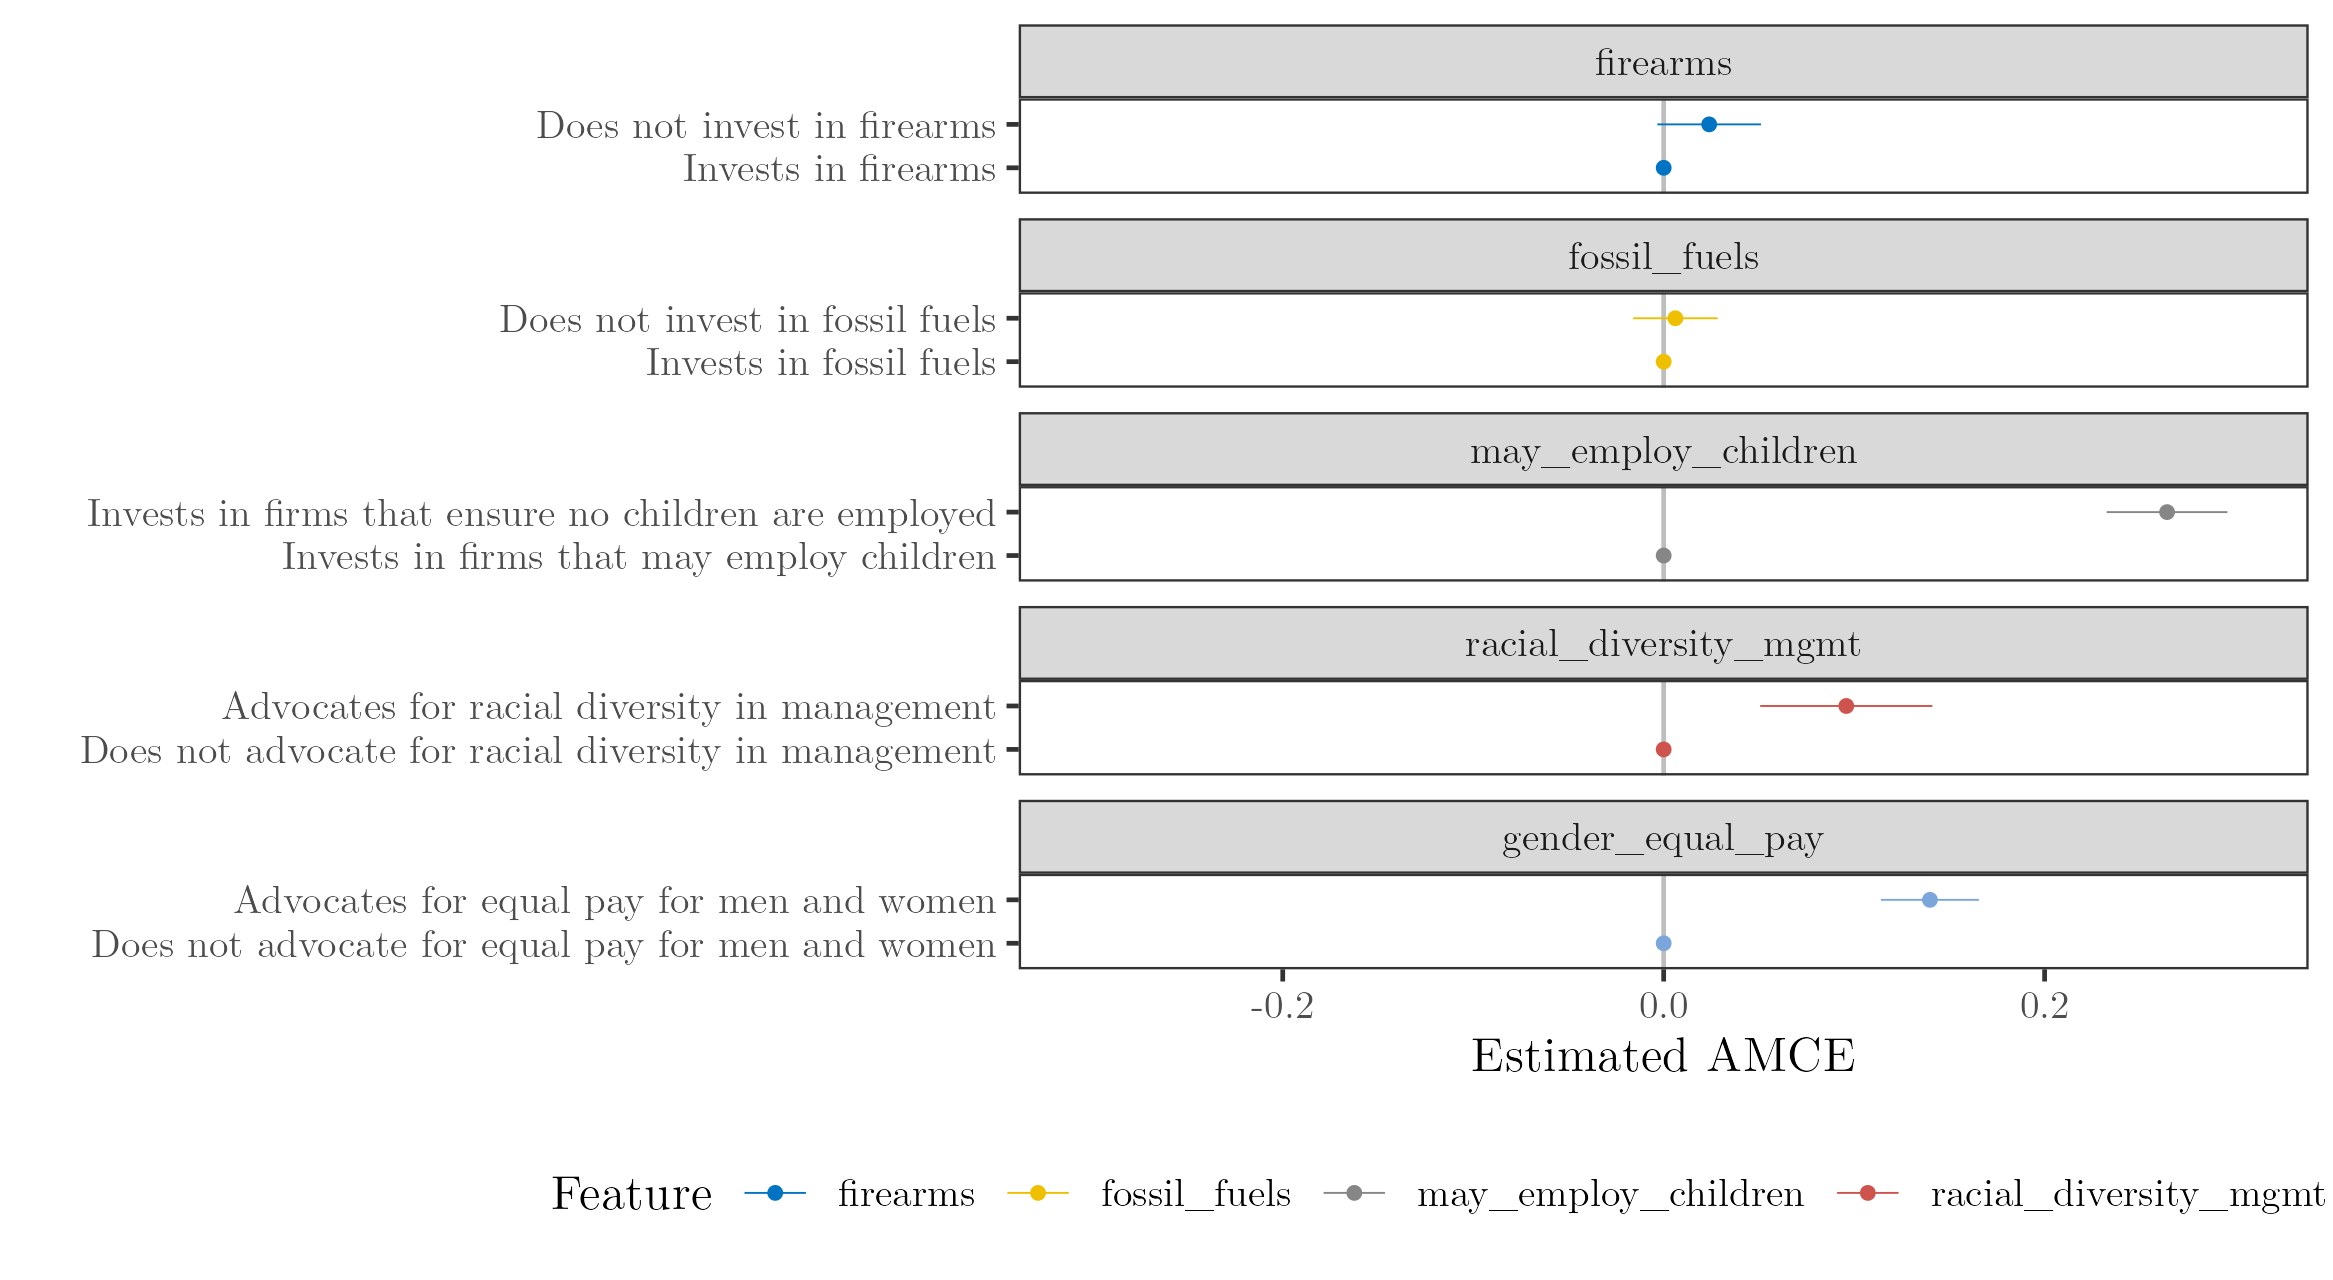 firearms
Does not invest in firearms
Invests in firearms
fossil_fuels
Does not invest in fossil fuels
Invests in fossil fuels
may_employ_children
Invests in firms that ensure no children are employed
Invests in firms that may employ children
racial_diversity_mgmt
Advocates for racial diversity in management
Does not advocate for racial diversity in management
gender_equal_pay
Advocates for equal pay for men and women
Does not advocate for equal pay for men and women
-0.2 0.0 0.2
Estimated AMCE
Feature firearms fossil_fuels may_employ_children racial_diversity_mgmt